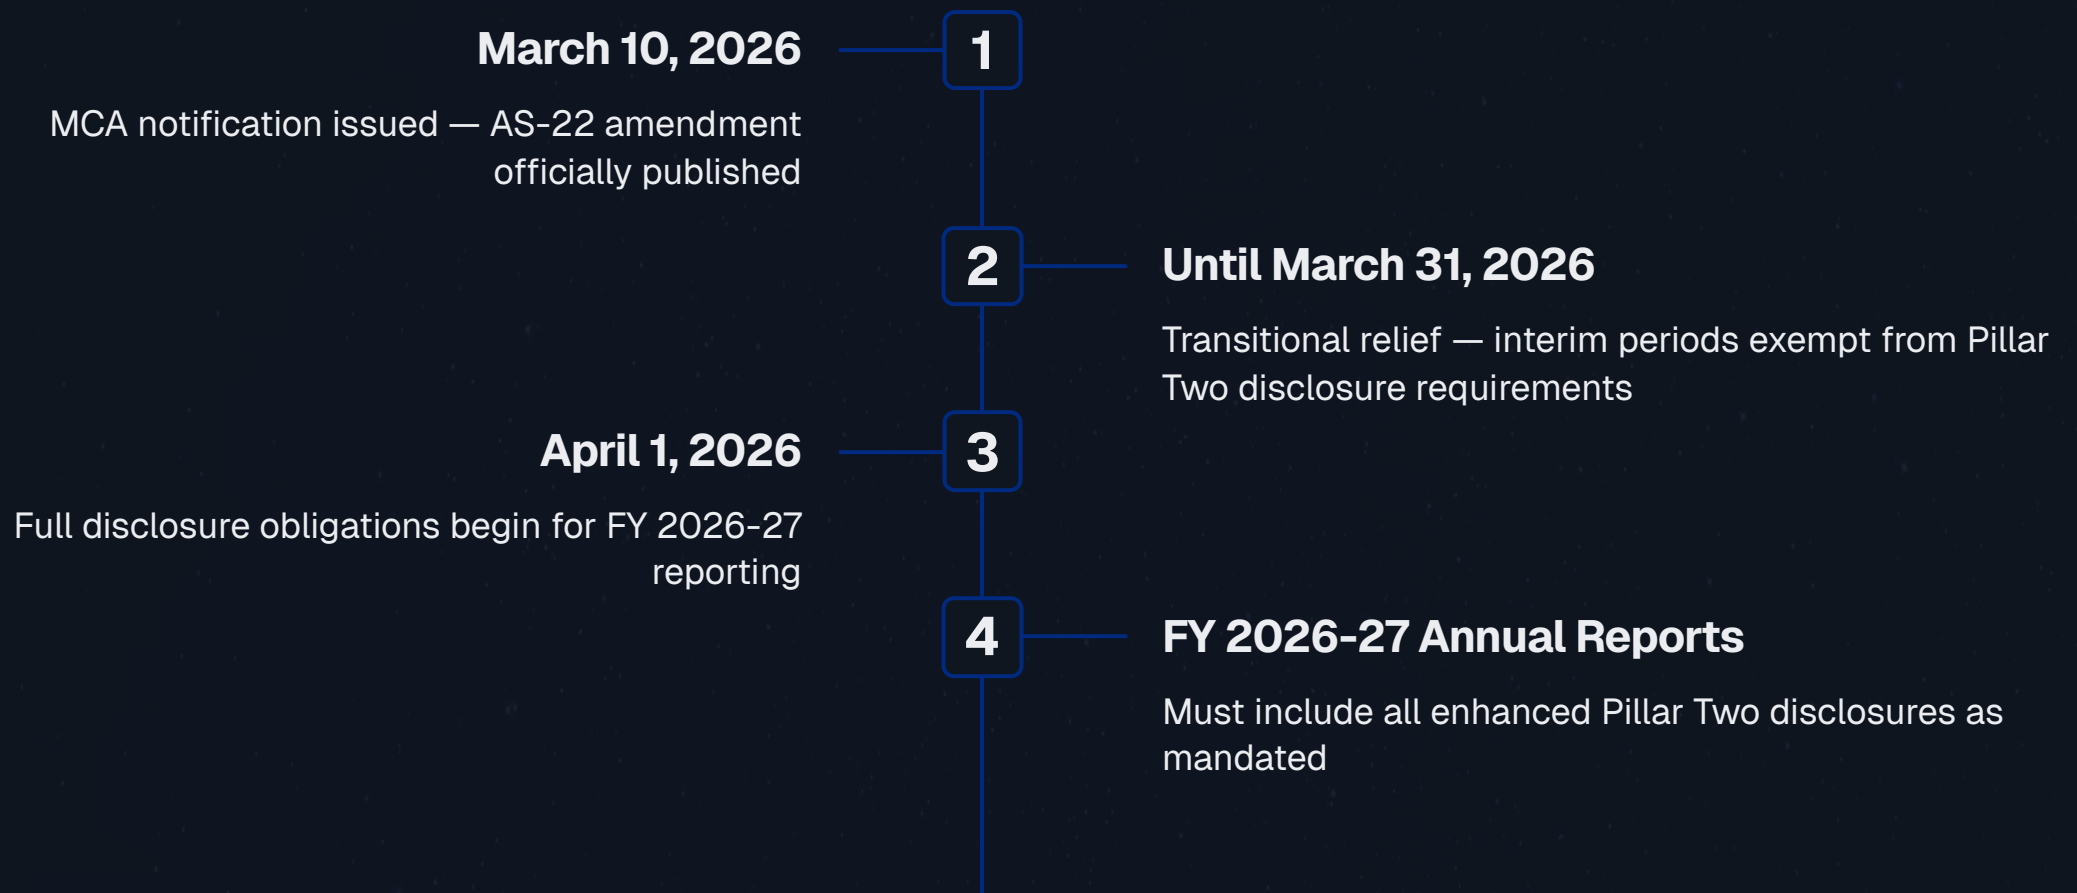 March 10, 2026
1
MCA notification issued — AS-22 amendment
officially published
2
Until March 31, 2026
Transitional relief — interim periods exempt from Pillar
Two disclosure requirements
April 1, 2026
3
Full disclosure obligations begin for FY 2026-27
reporting
4
FY 2026-27 Annual Reports
Must include all enhanced Pillar Two disclosures as
mandated